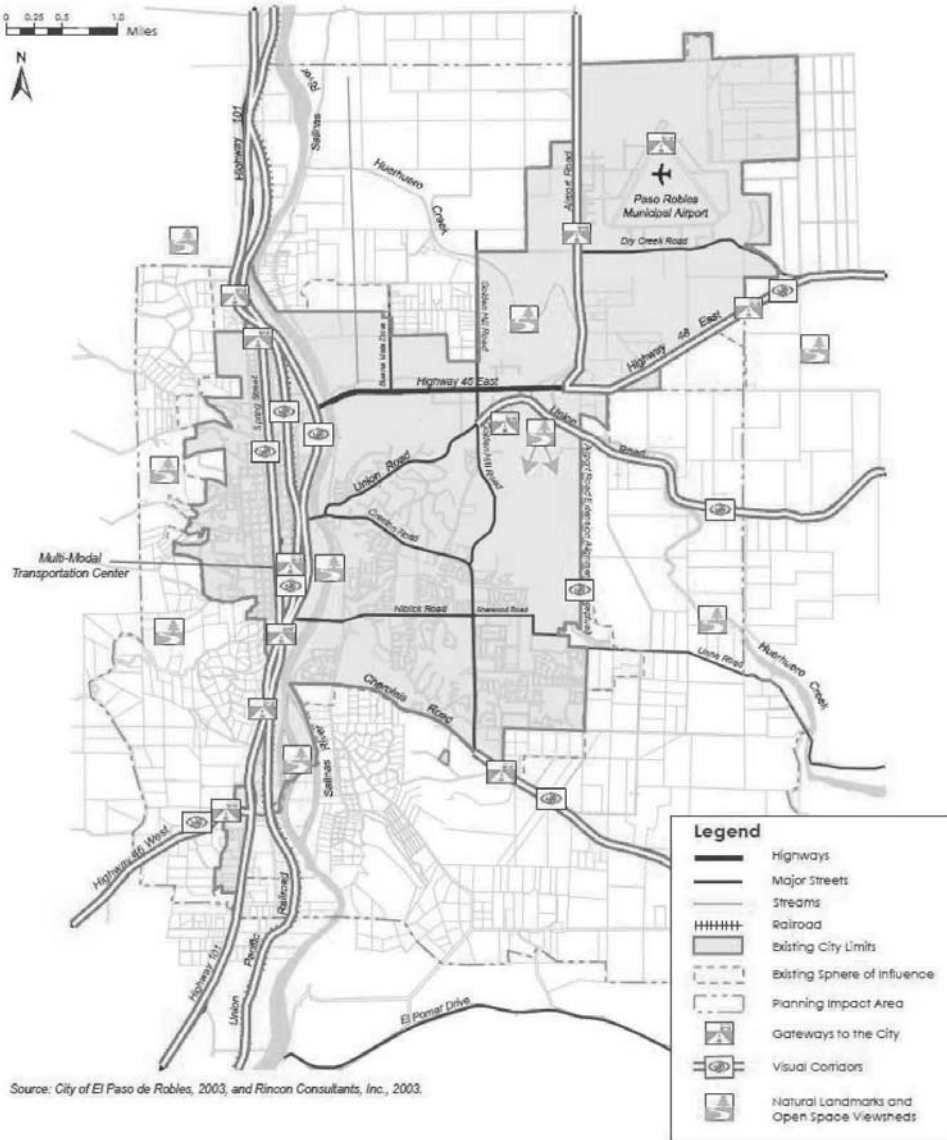 0 0.25 0.5 1.0
Miles
N
Highway 101
River
Salinas
Huerhuero
Creek
Airport Road
Paso Robles
Municipal Airport
Dry Creek Road
Golden Hill Road
Highway 46 East
Spring Street
Highway 46 East
Union
Road
Golden Hill Road
Union Road
Creston Road
Multi-Modal
Transportation Center
Niblick Road
Sherwood Road
Linne Road
Huerhuero
Creek
Charolais
Road
Salinas River
Highway 46 West
Highway 101
Union Pacific Railroad
El Pomar Drive
Legend
Highways
Major Streets
Streams
Railroad
Existing City Limits
Existing Sphere of Influence
Planning Impact Area
Gateways to the City
Visual Corridors
Natural Landmarks and
Open Space Viewsheds
Source: City of El Paso de Robles, 2003, and Rincon Consultants, Inc., 2003.